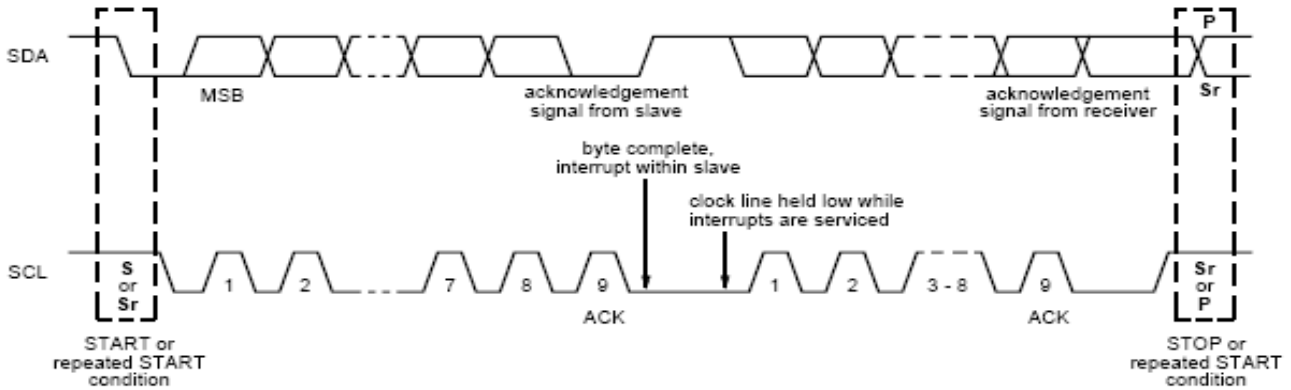 P
SDA
MSB
acknowledgement
signal from slave
acknowledgement
signal from receiver
Sr
byte complete,
interrupt within slave
clock line held low while
interrupts are serviced
SCL
S
or
Sr
1
2
7
8
9
1
2
3 - 8
9
Sr
or
P
ACK
ACK
START or
repeated START
condition
STOP or
repeated START
condition